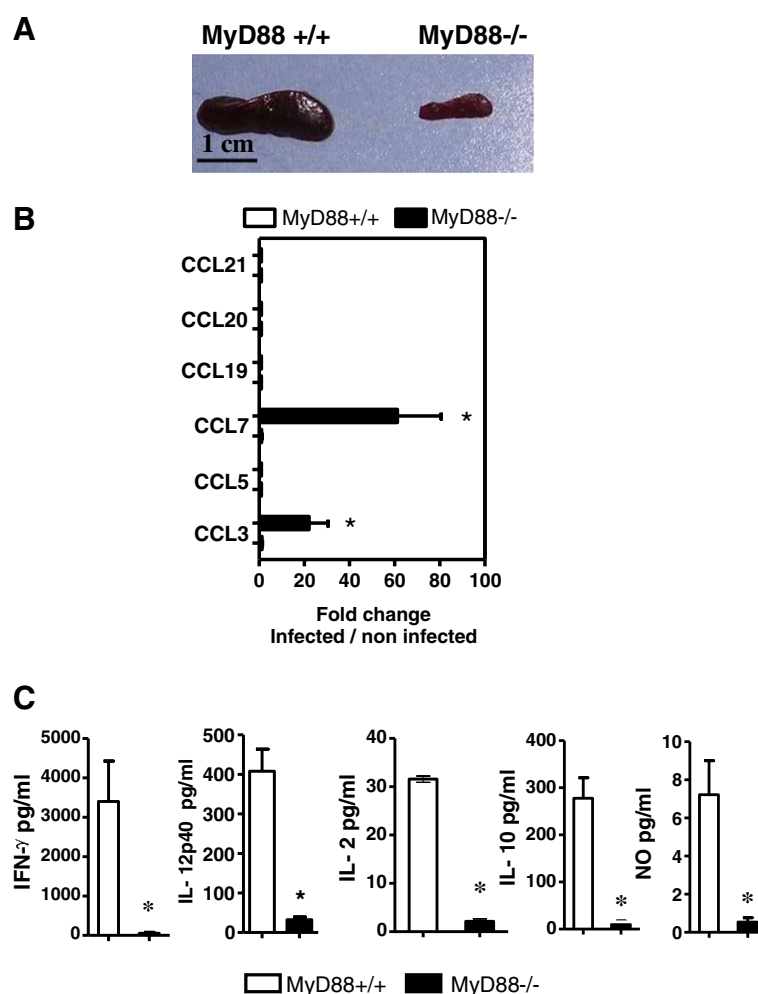 A
MyD88 +/+
MyD88-/-
1 cm
B
MyD88+/+
MyD88-/-
CCL21
CCL20
CCL19
CCL7
*
CCL5
CCL3
*
0 20 40 60 80 100
Fold change
Infected / non infected
C
IFN-γ pg/ml
5000
4000
3000
2000
1000
0
*
IL- 12p40 pg/ml
500
400
300
200
100
0
*
IL- 2 pg/ml
40
30
20
10
0
*
IL- 10 pg/ml
400
300
200
100
0
*
NO pg/ml
10
8
6
4
2
0
*
MyD88+/+
MyD88-/-